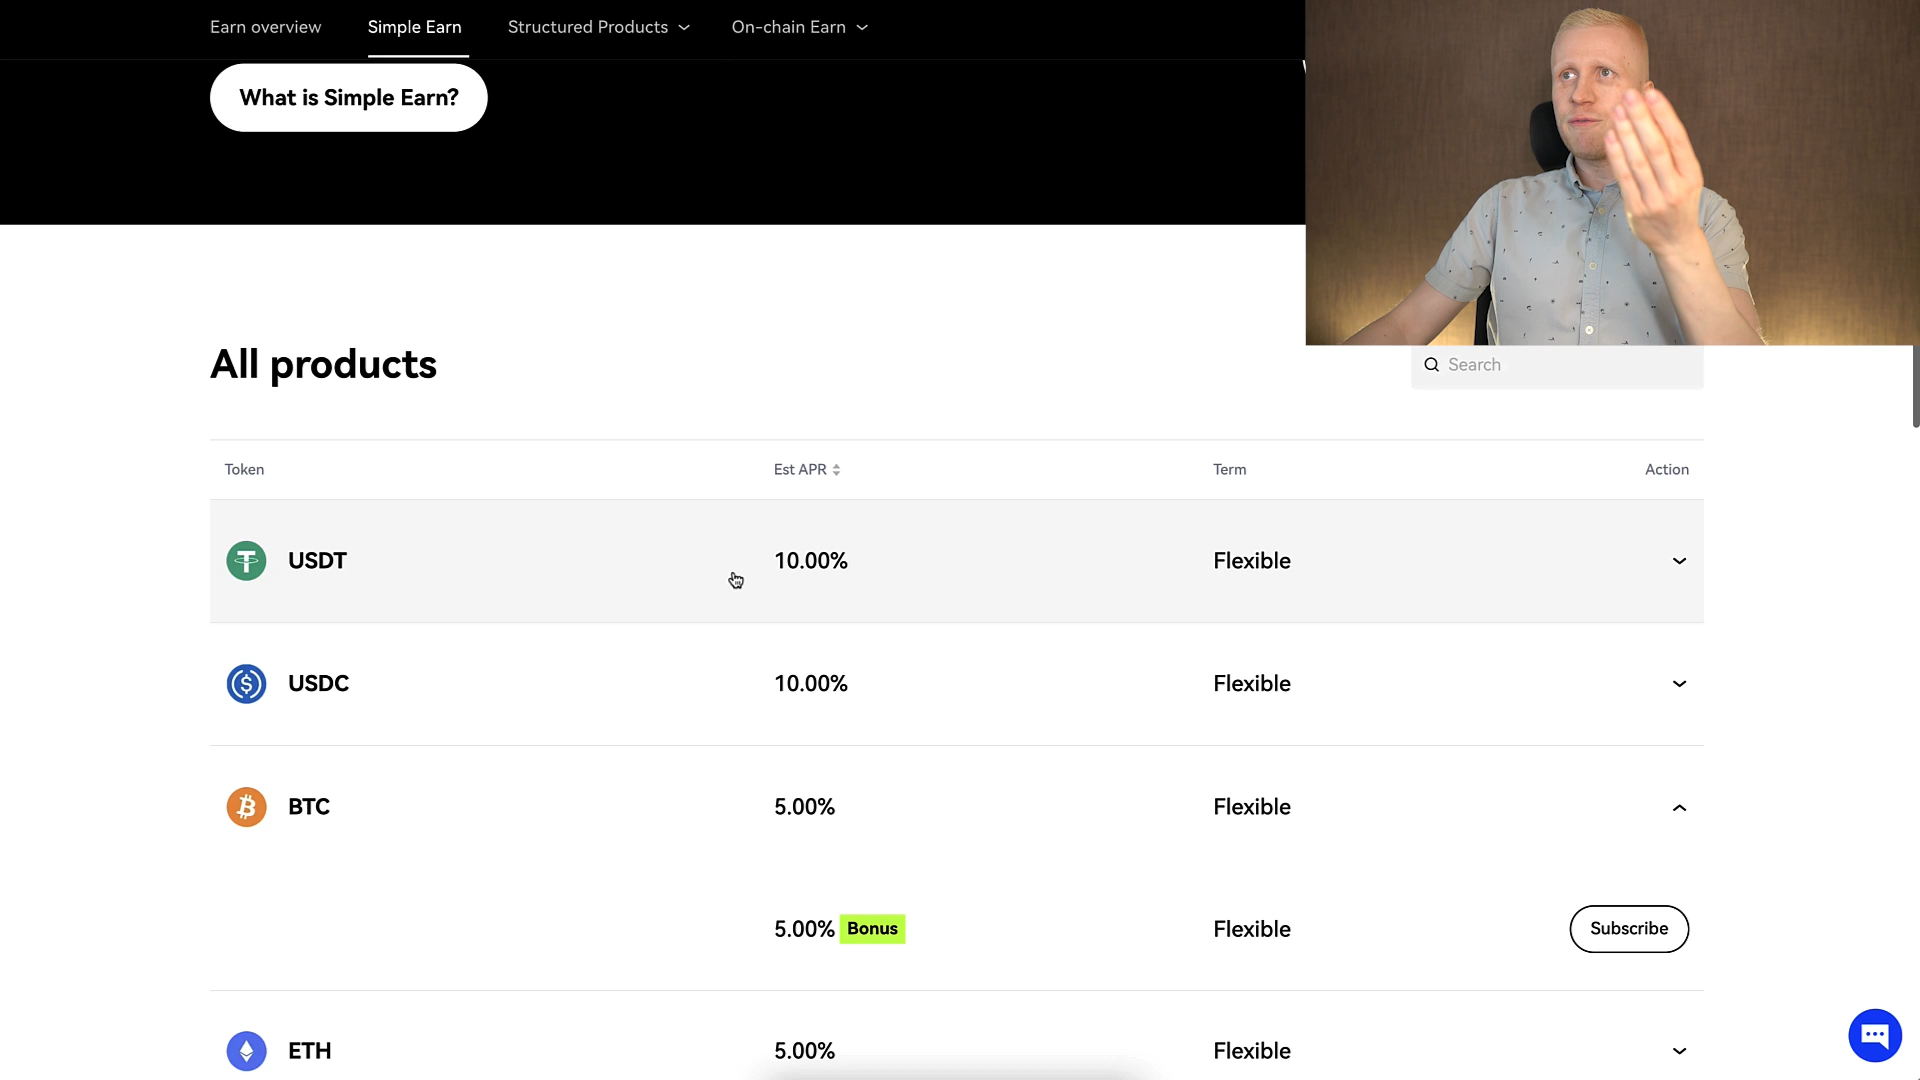 Earn overview Simple Earn Structured Products On-chain Earn
What is Simple Earn?
All products
Search
Token Est APR Term Action
USDT 10.00% Flexible
USDC 10.00% Flexible
BTC 5.00% Flexible
5.00% Bonus Flexible Subscribe
ETH 5.00% Flexible